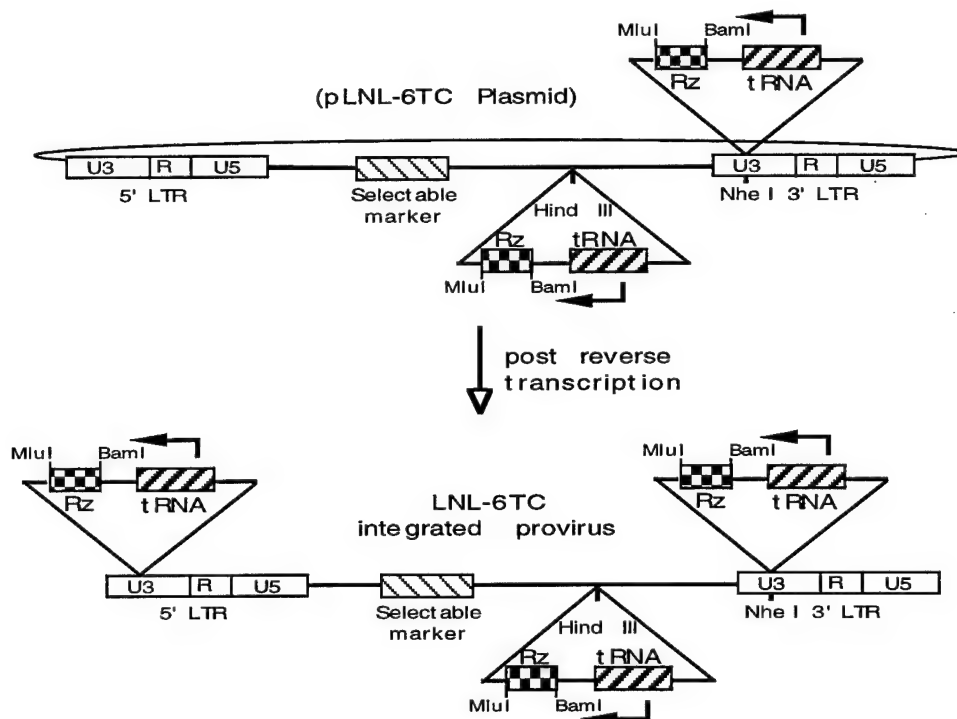 MluI BamI
Rz tRNA
(pLNL-6TC Plasmid)
U3 R U5
5' LTR
Selectable
marker
U3 R U5
Nhe I 3' LTR
Hind III
Rz tRNA
MluI BamI
post reverse
transcription
MluI BamI
Rz tRNA
MluI BamI
Rz tRNA
LNL-6TC
integrated provirus
U3 R U5
5' LTR
Selectable
marker
U3 R U5
Nhe I 3' LTR
Hind III
Rz tRNA
MluI BamI